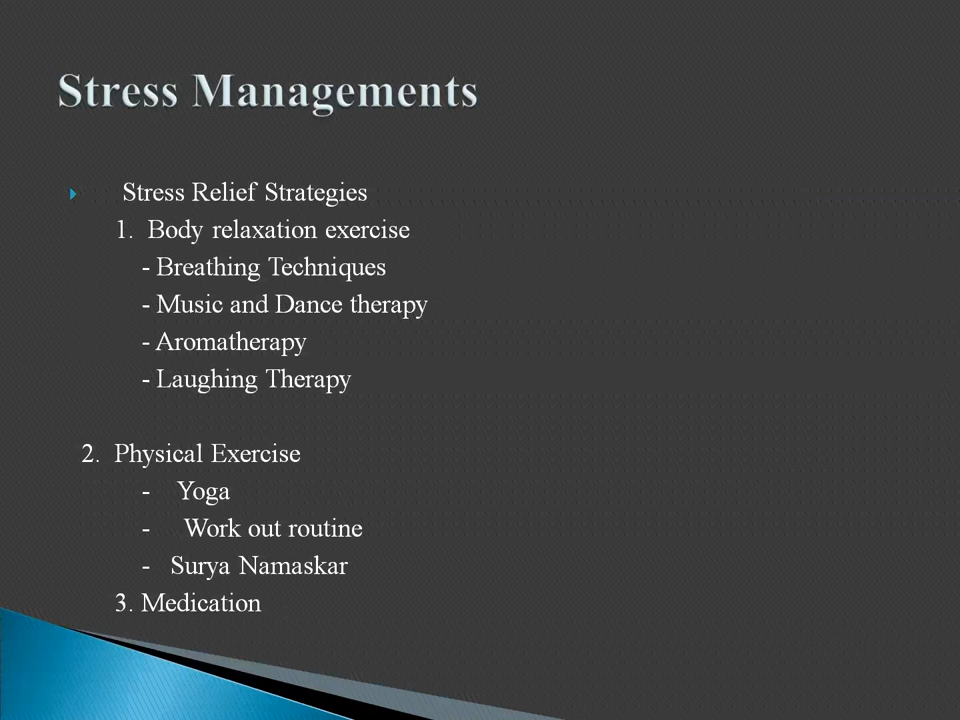 Stress Managements
Stress Relief Strategies
1. Body relaxation exercise
- Breathing Techniques
- Music and Dance therapy
- Aromatherapy
- Laughing Therapy
2. Physical Exercise
- Yoga
- Work out routine
- Surya Namaskar
3. Medication